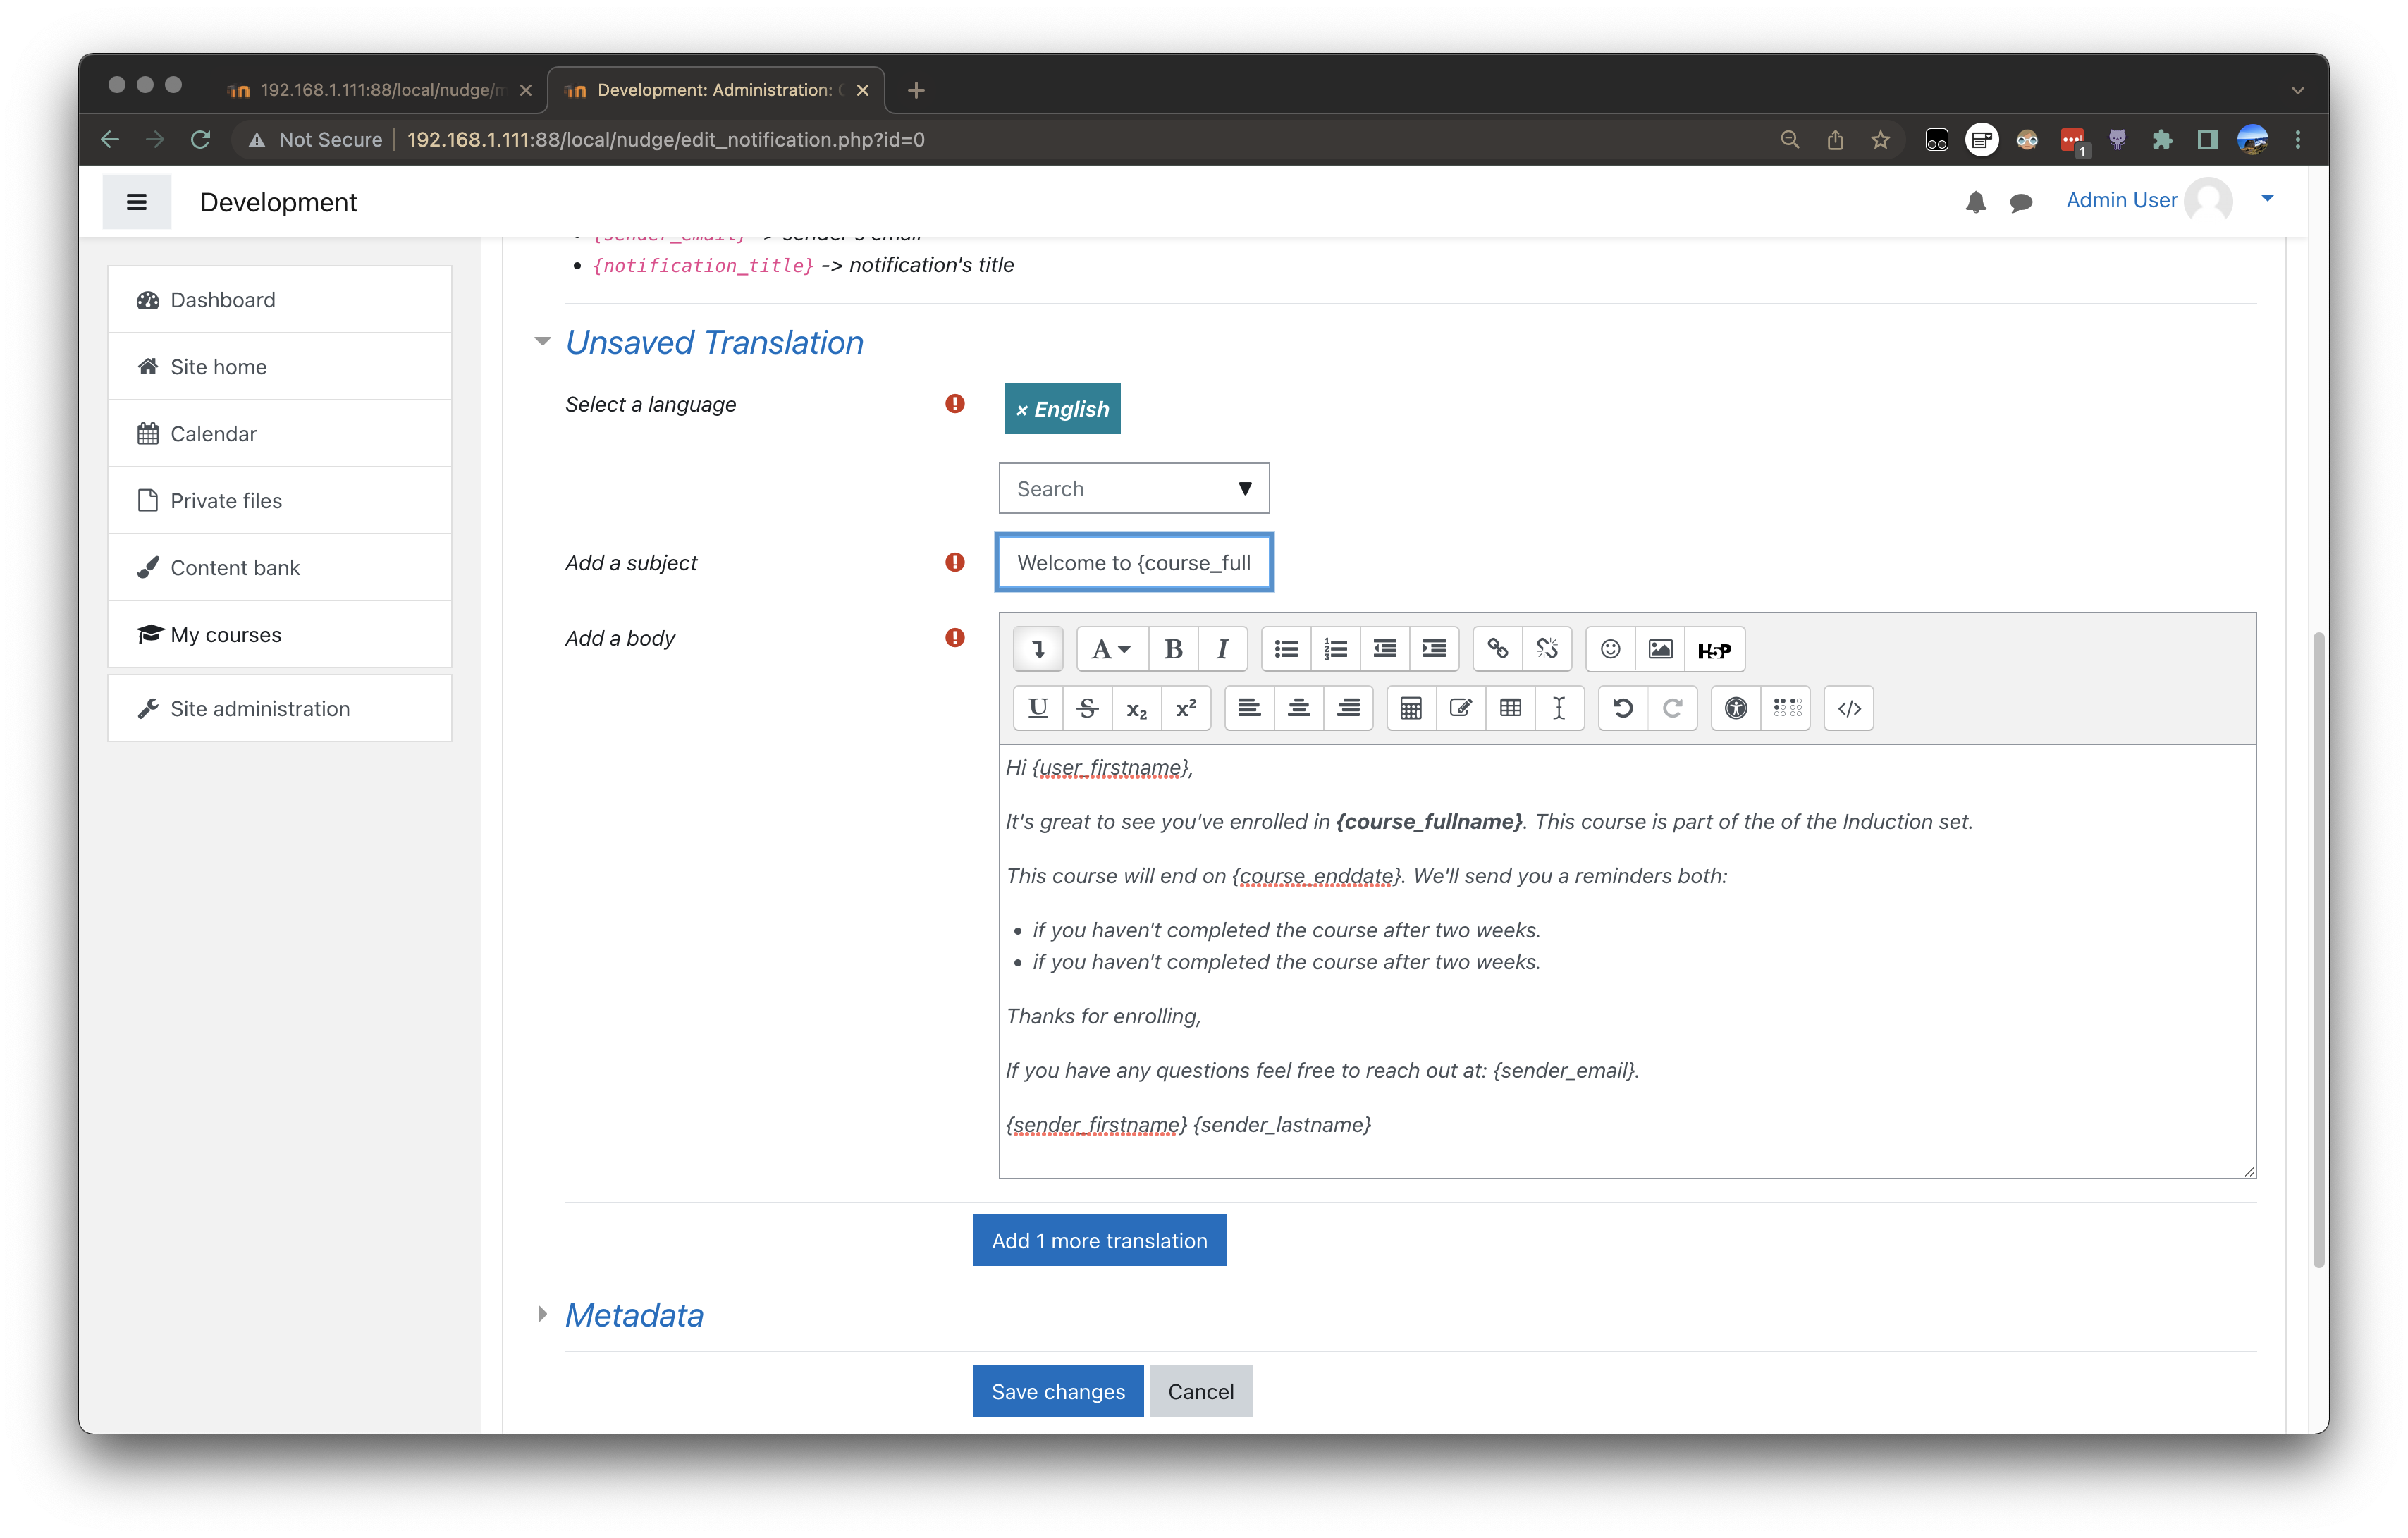 192.168.1.111:88/local/nudge/m
Development: Administration:
Not Secure
192.168.1.111:88/local/nudge/edit_notification.php?id=0
1
Development
Admin User
Dashboard
Site home
Calendar
Private files
Content bank
My courses
Site administration
{sender_email} -> sender's email
{notification_title} -> notification's title
Unsaved Translation
Select a language
× English
Search
Add a subject
Welcome to {course_full
Add a body
A B I
H5P
U S x₂ x²
</>
Hi {user_firstname},
It's great to see you've enrolled in {course_fullname}. This course is part of the of the Induction set.
This course will end on {course_enddate}. We'll send you a reminders both:
• if you haven't completed the course after two weeks.
• if you haven't completed the course after two weeks.
Thanks for enrolling,
If you have any questions feel free to reach out at: {sender_email}.
{sender_firstname} {sender_lastname}
Add 1 more translation
Metadata
Save changes
Cancel